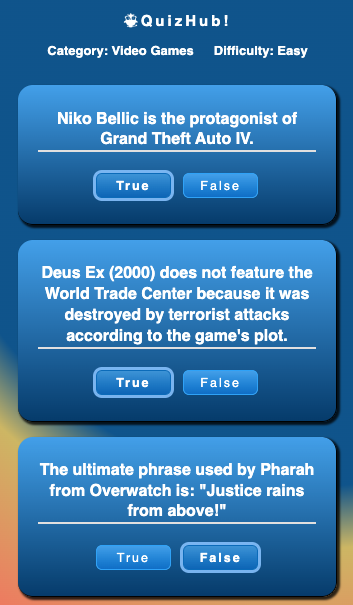 QuizHub!
Category: Video Games Difficulty: Easy
Niko Bellic is the protagonist of
Grand Theft Auto IV.
True False
Deus Ex (2000) does not feature the
World Trade Center because it was
destroyed by terrorist attacks
according to the game's plot.
True False
The ultimate phrase used by Pharah
from Overwatch is: "Justice rains
from above!"
True False